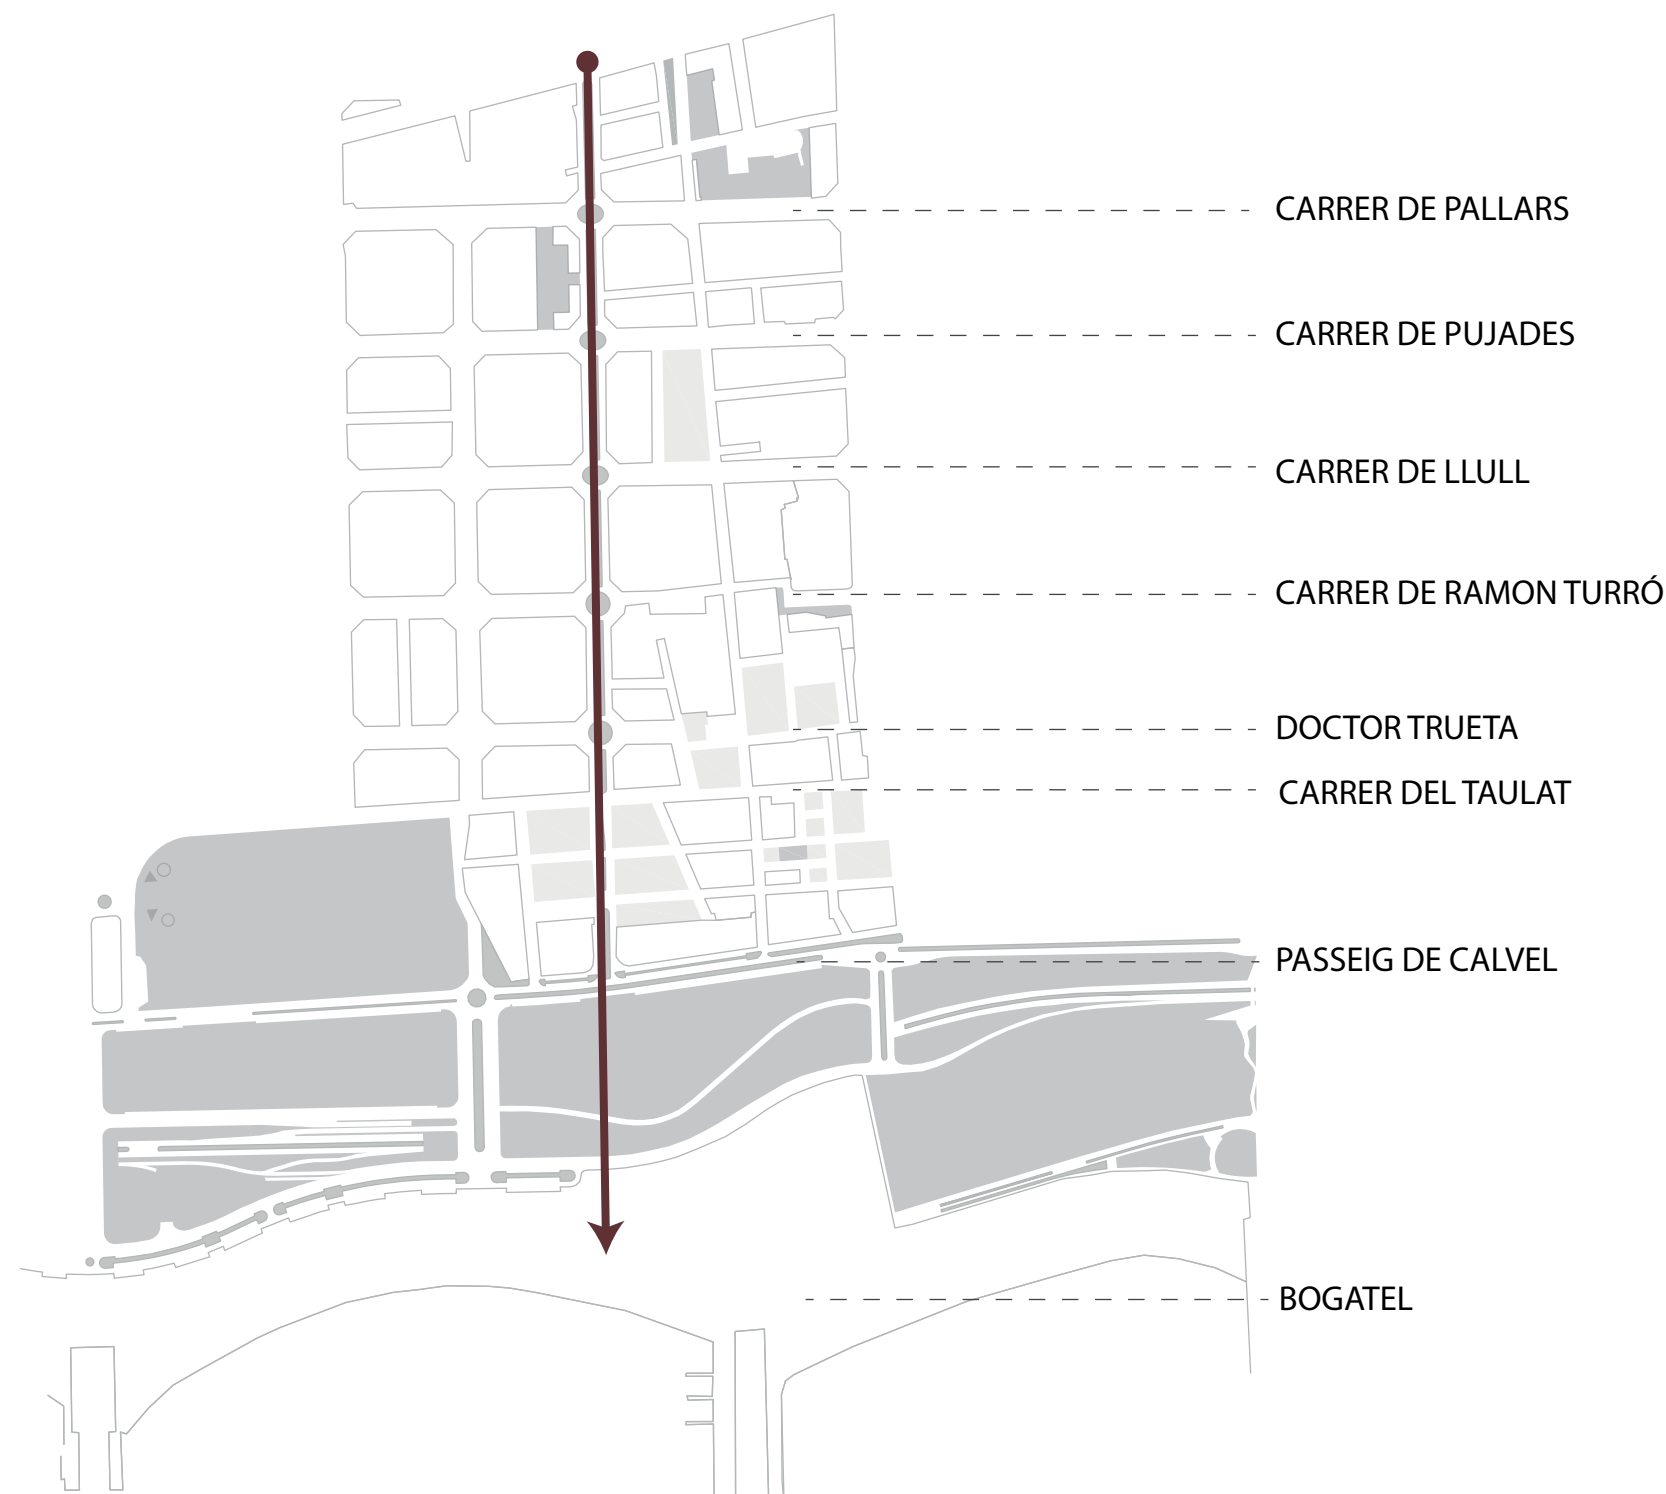 CARRER DE PALLARS
CARRER DE PUJADES
CARRER DE LLULL
CARRER DE RAMON TURRÓ
DOCTOR TRUETA
CARRER DEL TAULAT
PASSEIG DE CALVEL
BOGATEL